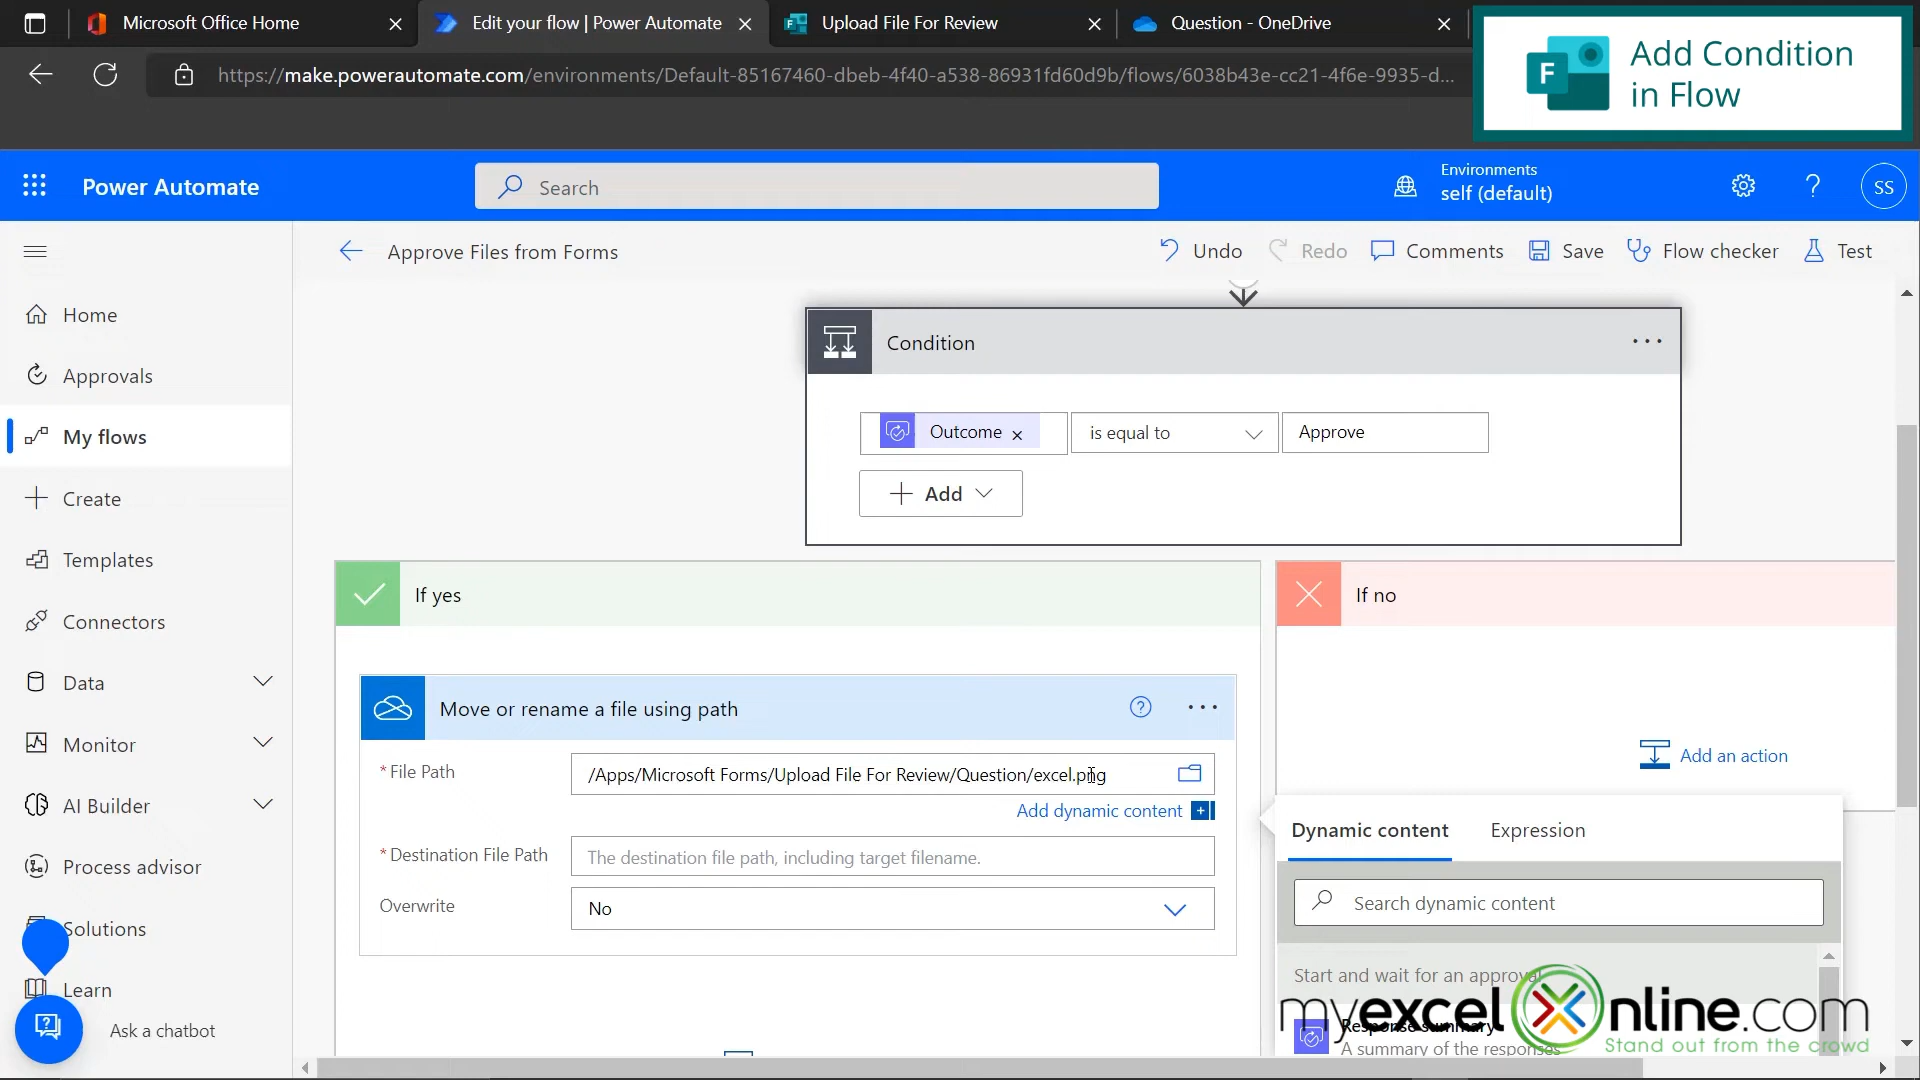 Microsoft Office Home
Edit your flow | Power Automate
Upload File For Review
Question - OneDrive
Add Condition
in Flow
https://make.powerautomate.com/environments/Default-85167460-dbeb-4f40-a538-86931fd60d9b/flows/6038b43e-cc21-4f6e-9935-d...
Power Automate
Search
Environments
self (default)
SS
Approve Files from Forms
Undo
Redo
Comments
Save
Flow checker
Test
Home
Approvals
My flows
Create
Templates
Connectors
Data
Monitor
AI Builder
Process advisor
Solutions
Learn
Ask a chatbot
Condition
Outcome
is equal to
Approve
Add
If yes
If no
Move or rename a file using path
*File Path
/Apps/Microsoft Forms/Upload File For Review/Question/excel.png
Add dynamic content
*Destination File Path
The destination file path, including target filename.
Overwrite
No
Add an action
Dynamic content
Expression
Search dynamic content
Start and wait for an approval
Response summary
A summary of the responses
myexcelonline.com
Stand out from the crowd